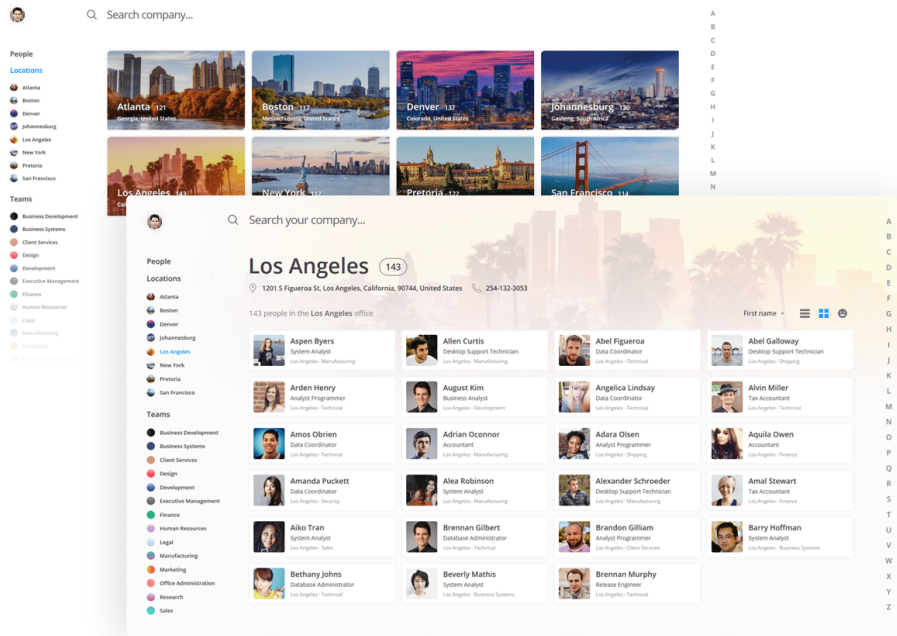 Search company...
People
Locations
Atlanta
Boston
Denver
Johannesburg
Los Angeles
New York
Pretoria
San Francisco
Teams
Business Development
Business Systems
Client Services
Design
Development
Executive Management
Finance
Human Resources
Legal
Manufacturing
Marketing
Atlanta 121
Georgia, United States
Boston 117
Massachusetts, United States
Denver 137
Colorado, United States
Johannesburg 130
Gauteng, South Africa
Los Angeles 143
New York 117
Pretoria 122
San Francisco 114
A
B
C
D
E
F
G
H
I
J
K
L
M
N
Search your company...
People
Locations
Atlanta
Boston
Denver
Johannesburg
Los Angeles
New York
Pretoria
San Francisco
Teams
Business Development
Business Systems
Client Services
Design
Development
Executive Management
Finance
Human Resources
Legal
Manufacturing
Marketing
Office Administration
Research
Sales
Los Angeles 143
1201 S Figueroa St, Los Angeles, California, 90744, United States 254-132-3053
143 people in the Los Angeles office
First name
Aspen Byers
System Analyst
Los Angeles · Manufacturing
Allen Curtis
Desktop Support Technician
Los Angeles · Manufacturing
Abel Figueroa
Data Coordinator
Los Angeles · Technical
Abel Galloway
Desktop Support Technician
Los Angeles · Shipping
Arden Henry
Analyst Programmer
Los Angeles · Technical
August Kim
Business Analyst
Los Angeles · Development
Angelica Lindsay
Data Coordinator
Los Angeles · Technical
Alvin Miller
Tax Accountant
Los Angeles · Technical
Amos Obrien
Data Coordinator
Los Angeles · Technical
Adrian Oconnor
Accountant
Los Angeles · Manufacturing
Adara Olsen
Analyst Programmer
Los Angeles · Shipping
Aquila Owen
Accountant
Los Angeles · Finance
Amanda Puckett
Data Coordinator
Los Angeles · Security
Alea Robinson
System Analyst
Los Angeles · Manufacturing
Alexander Schroeder
Desktop Support Technician
Los Angeles · Manufacturing
Amal Stewart
Tax Accountant
Los Angeles · Finance
Aiko Tran
System Analyst
Los Angeles · Sales
Brennan Gilbert
Database Administrator
Los Angeles · Technical
Brandon Gilliam
Analyst Programmer
Los Angeles · Client Services
Barry Hoffman
System Analyst
Los Angeles · Business Systems
Bethany Johns
Database Administrator
Los Angeles · Technical
Beverly Mathis
System Analyst
Los Angeles · Business Systems
Brennan Murphy
Release Engineer
Los Angeles · Technical
A
B
C
D
E
F
G
H
I
J
K
L
M
N
O
P
Q
R
S
T
U
V
W
X
Y
Z